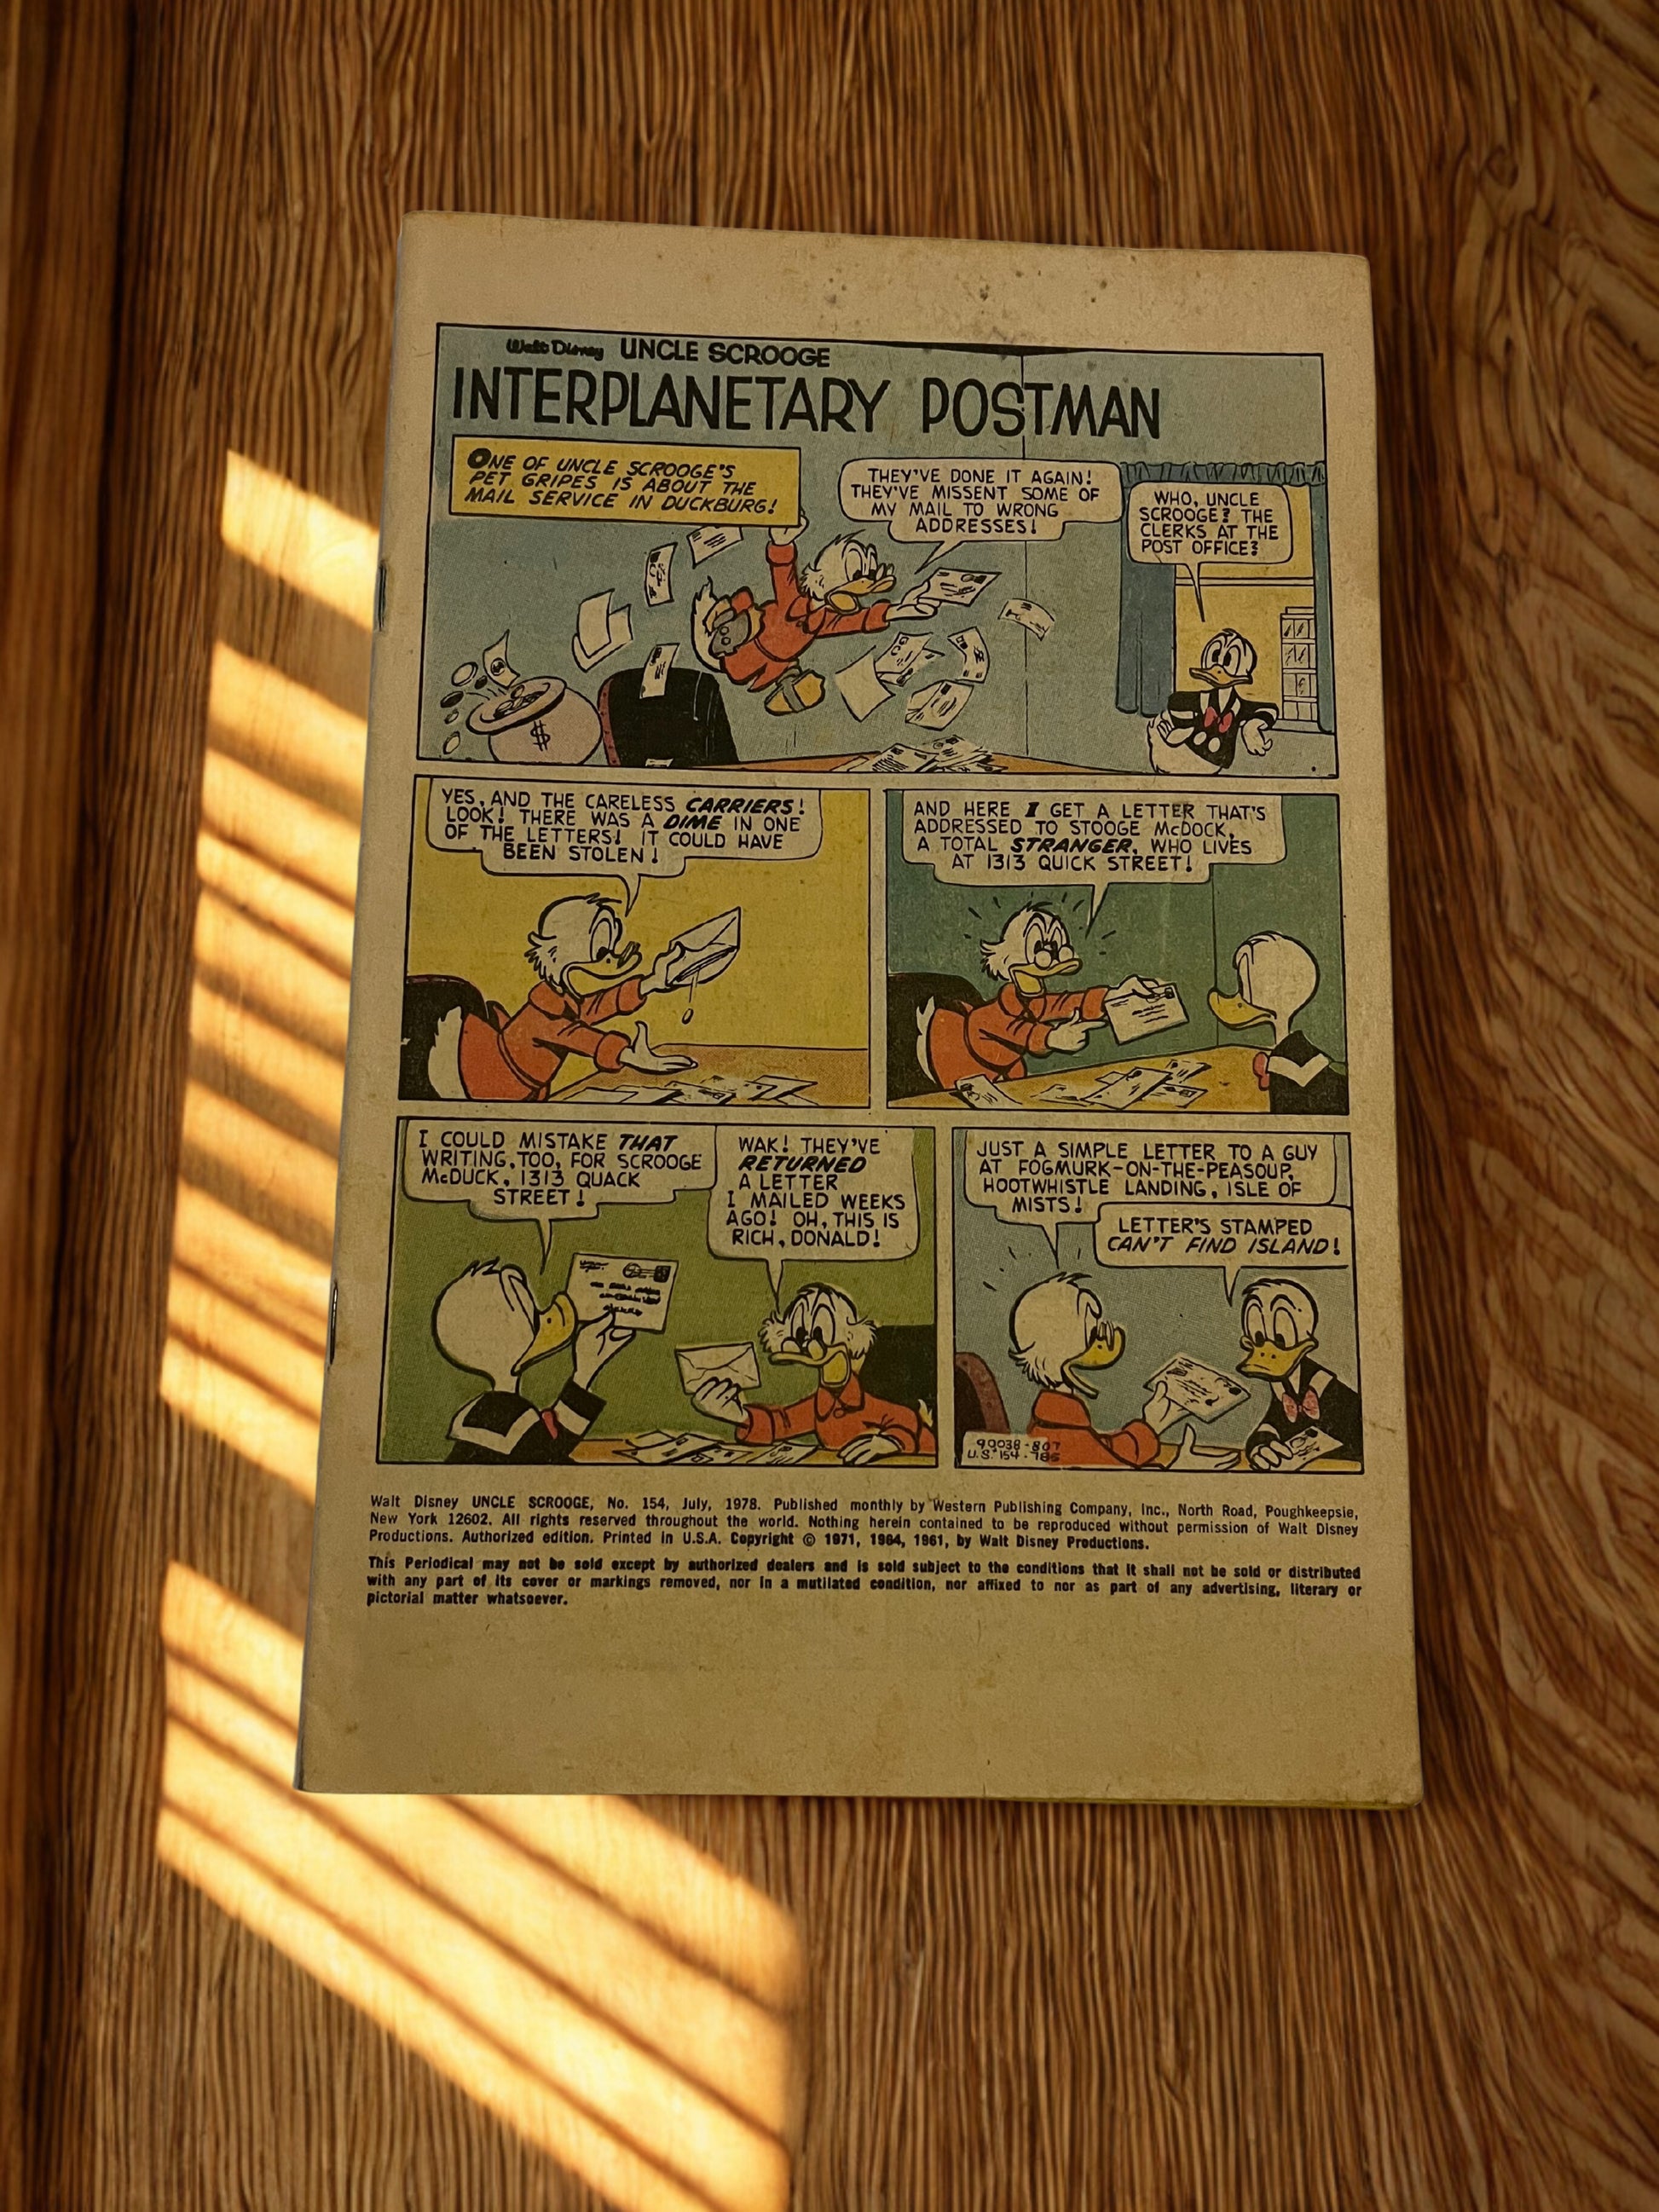 Walt Disney UNCLE SCROOGE
INTERPLANETARY POSTMAN
ONE OF UNCLE SCROOGE'S
PET GRIPES IS ABOUT THE
MAIL SERVICE IN DUCKBURG!
THEY'VE DONE IT AGAIN!
THEY'VE MISSENT SOME OF
MY MAIL TO WRONG
ADDRESSES!
WHO, UNCLE
SCROOGE? THE
CLERKS AT THE
POST OFFICE?
$
YES, AND THE CARELESS CARRIERS!
LOOK! THERE WAS A DIME IN ONE
OF THE LETTERS! IT COULD HAVE
BEEN STOLEN!
AND HERE I GET A LETTER THAT'S
ADDRESSED TO STOOGE McDOCK,
A TOTAL STRANGER, WHO LIVES
AT 1313 QUICK STREET!
I COULD MISTAKE THAT
WRITING, TOO, FOR SCROOGE
McDUCK, 1313 QUACK
STREET!
WAK! THEY'VE
RETURNED
A LETTER
I MAILED WEEKS
AGO! OH, THIS IS
RICH, DONALD!
JUST A SIMPLE LETTER TO A GUY
AT FOGMURK-ON-THE-PEASOUP,
HOOTWHISTLE LANDING, ISLE OF
MISTS!
LETTER'S STAMPED
CAN'T FIND ISLAND!
90038-807
U.S. 154-785
Walt Disney UNCLE SCROOGE, No. 154, July, 1978. Published monthly by Western Publishing Company, Inc., North Road, Poughkeepsie,
New York 12602. All rights reserved throughout the world. Nothing herein contained to be reproduced without permission of Walt Disney
Productions. Authorized edition. Printed in U.S.A. Copyright © 1971, 1964, 1961, by Walt Disney Productions.
This Periodical may not be sold except by authorized dealers and is sold subject to the conditions that it shall not be sold or distributed
with any part of its cover or markings removed, nor in a mutilated condition, nor affixed to nor as part of any advertising, literary or
pictorial matter whatsoever.